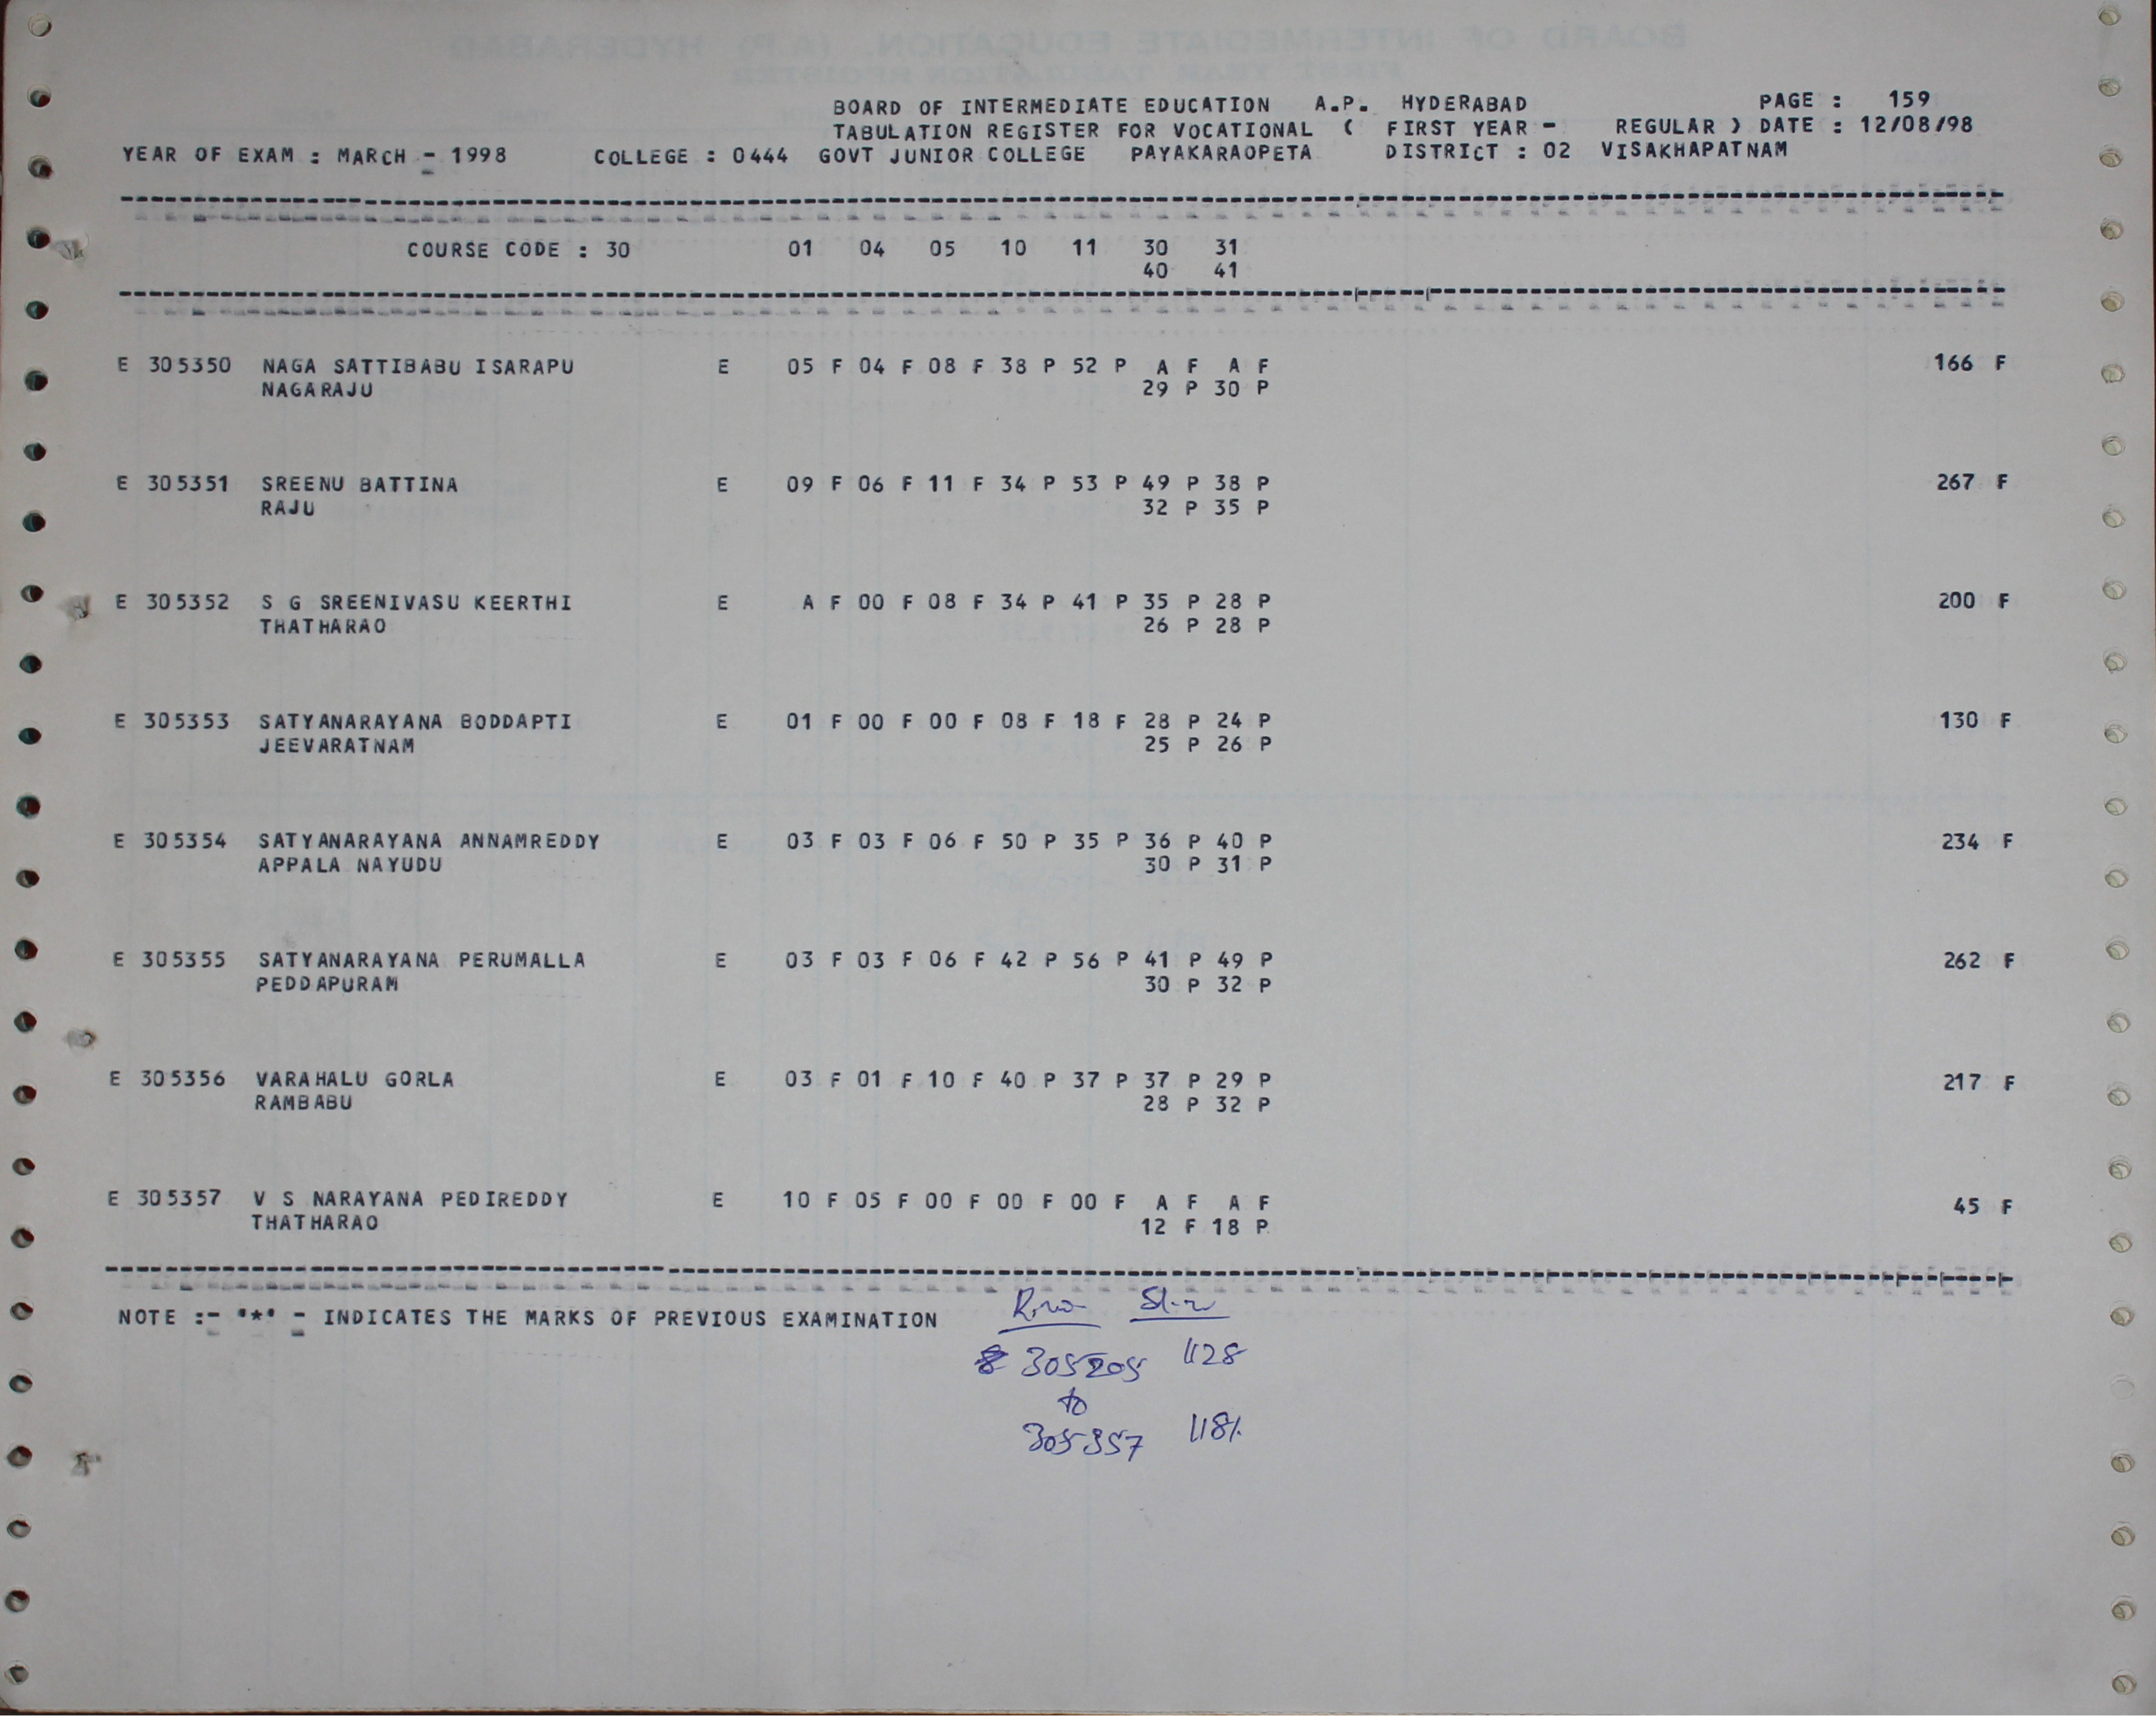 BOARD OF INTERMEDIATE EDUCATION A.P. HYDERABAD PAGE : 159
TABULATION REGISTER FOR VOCATIONAL ( FIRST YEAR - REGULAR ) DATE : 12/08/98
YEAR OF EXAM : MARCH - 1998 COLLEGE : 0444 GOVT JUNIOR COLLEGE PAYAKARAOPETA DISTRICT : 02 VISAKHAPATNAM
COURSE CODE : 30 01 04 05 10 11 30 31
40 41
E 305350 NAGA SATTIBABU ISARAPU E 05 F 04 F 08 F 38 P 52 P A F A F 166 F
NAGARAJU 29 P 30 P
E 305351 SREENU BATTINA E 09 F 06 F 11 F 34 P 53 P 49 P 38 P 267 F
RAJU 32 P 35 P
E 305352 S G SREENIVASU KEERTHI E A F 00 F 08 F 34 P 41 P 35 P 28 P 200 F
THATHARAO 26 P 28 P
E 305353 SATYANARAYANA BODDAPTI E 01 F 00 F 00 F 08 F 18 F 28 P 24 P 130 F
JEEVARATNAM 25 P 26 P
E 305354 SATYANARAYANA ANNAMREDDY E 03 F 03 F 06 F 50 P 35 P 36 P 40 P 234 F
APPALA NAYUDU 30 P 31 P
E 305355 SATYANARAYANA PERUMALLA E 03 F 03 F 06 F 42 P 56 P 41 P 49 P 262 F
PEDDAPURAM 30 P 32 P
E 305356 VARAHALU GORLA E 03 F 01 F 10 F 40 P 37 P 37 P 29 P 217 F
RAMBABU 28 P 32 P
E 305357 V S NARAYANA PEDIREDDY E 10 F 05 F 00 F 00 F 00 F A F A F 45 F
THATHARAO 12 F 18 P
NOTE :- '*' - INDICATES THE MARKS OF PREVIOUS EXAMINATION
305205 1128
to
305357 1181